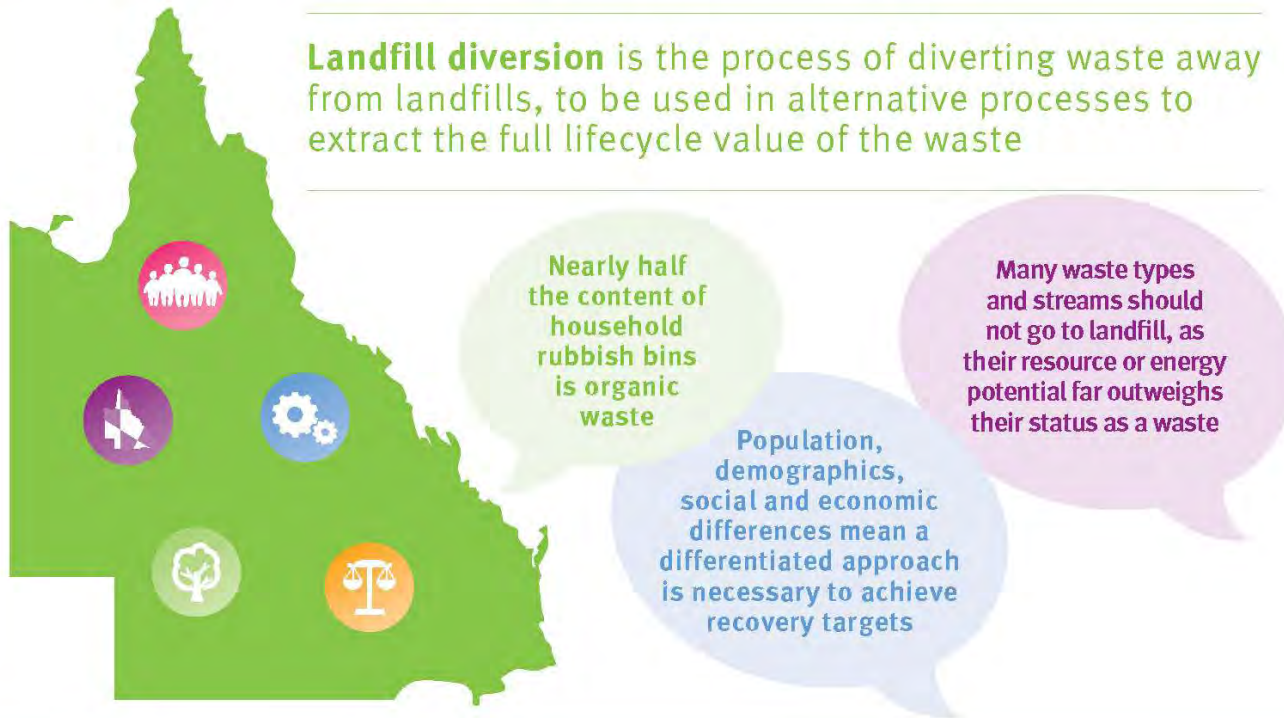 Landfill diversion is the process of diverting waste away
from landfills, to be used in alternative processes to
extract the full lifecycle value of the waste
Nearly half
the content of
household
rubbish bins
is organic
waste
Population,
demographics,
social and economic
differences mean a
differentiated approach
is necessary to achieve
recovery targets
Many waste types
and streams should
not go to landfill, as
their resource or energy
potential far outweighs
their status as a waste